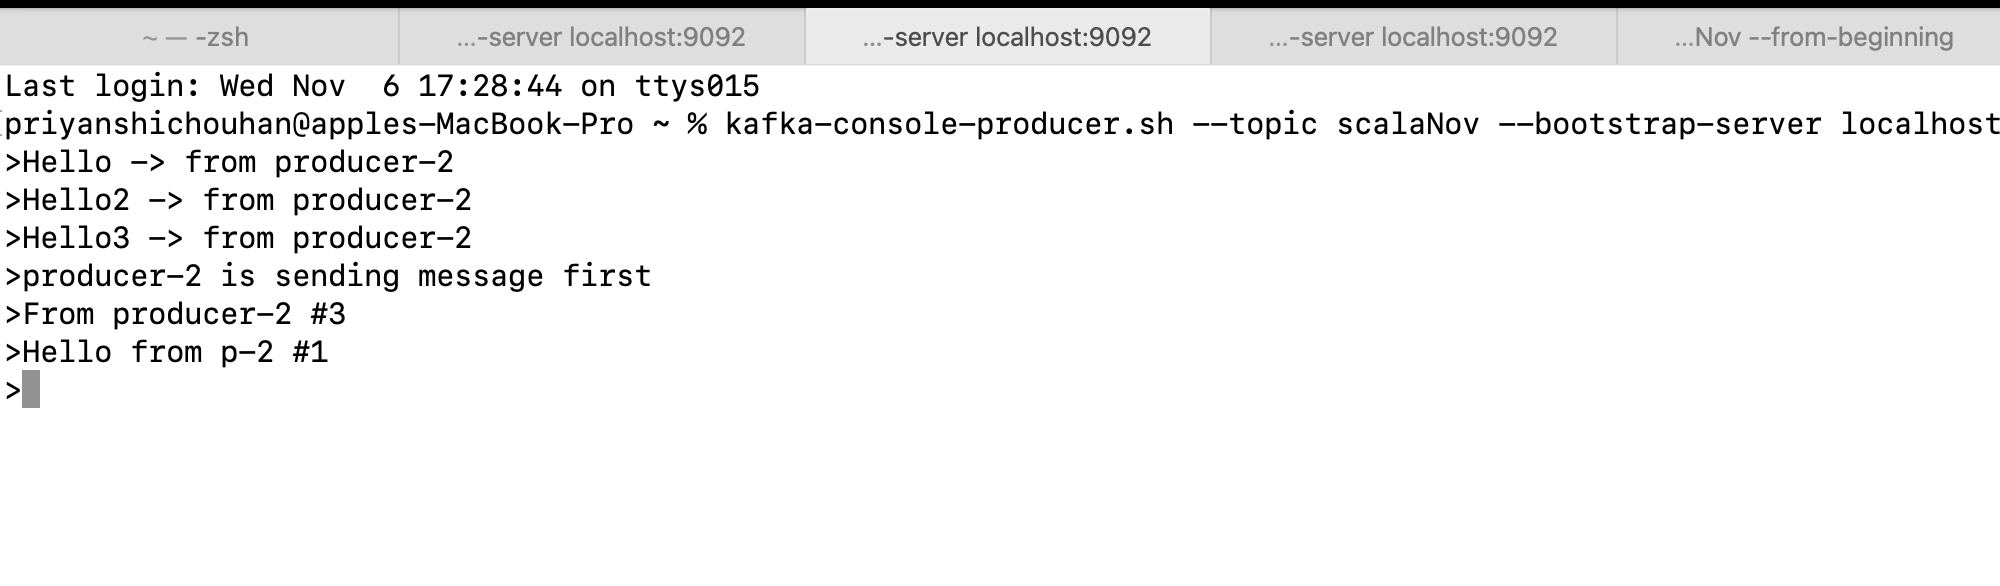 ~ — -zsh
...-server localhost:9092
...-server localhost:9092
...-server localhost:9092
...Nov --from-beginning
Last login: Wed Nov  6 17:28:44 on ttys015
priyanshichouhan@apples-MacBook-Pro ~ % kafka-console-producer.sh --topic scalaNov --bootstrap-server localhost
>Hello -> from producer-2
>Hello2 -> from producer-2
>Hello3 -> from producer-2
>producer-2 is sending message first
>From producer-2 #3
>Hello from p-2 #1
>